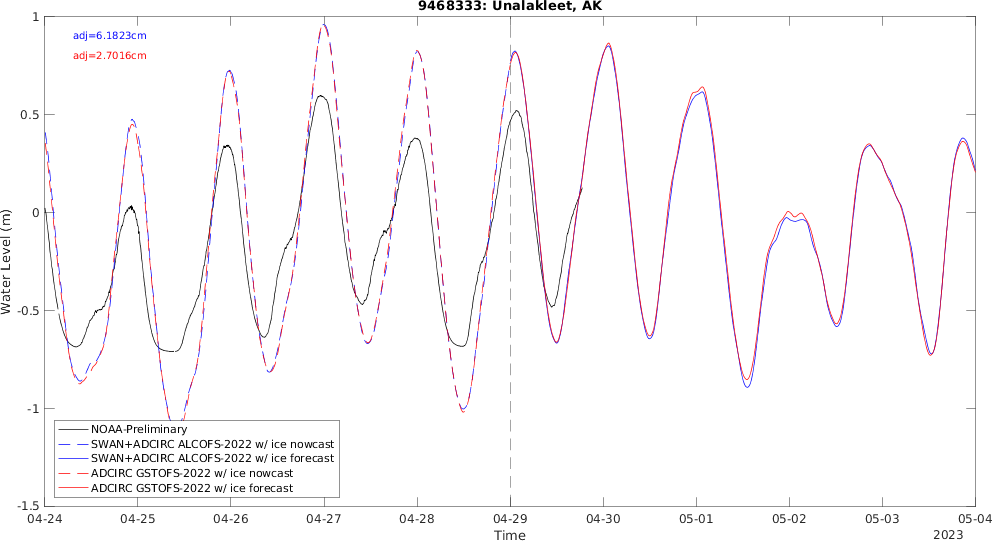 9468333: Unalakleet, AK
adj=6.1823cm
adj=2.7016cm
1
0.5
0
-0.5
-1
-1.5
Water Level (m)
NOAA-Preliminary
SWAN+ADCIRC ALCOFS-2022 w/ ice nowcast
SWAN+ADCIRC ALCOFS-2022 w/ ice forecast
ADCIRC GSTOFS-2022 w/ ice nowcast
ADCIRC GSTOFS-2022 w/ ice forecast
04-24 04-25 04-26 04-27 04-28 04-29 04-30 05-01 05-02 05-03 05-04
Time
2023